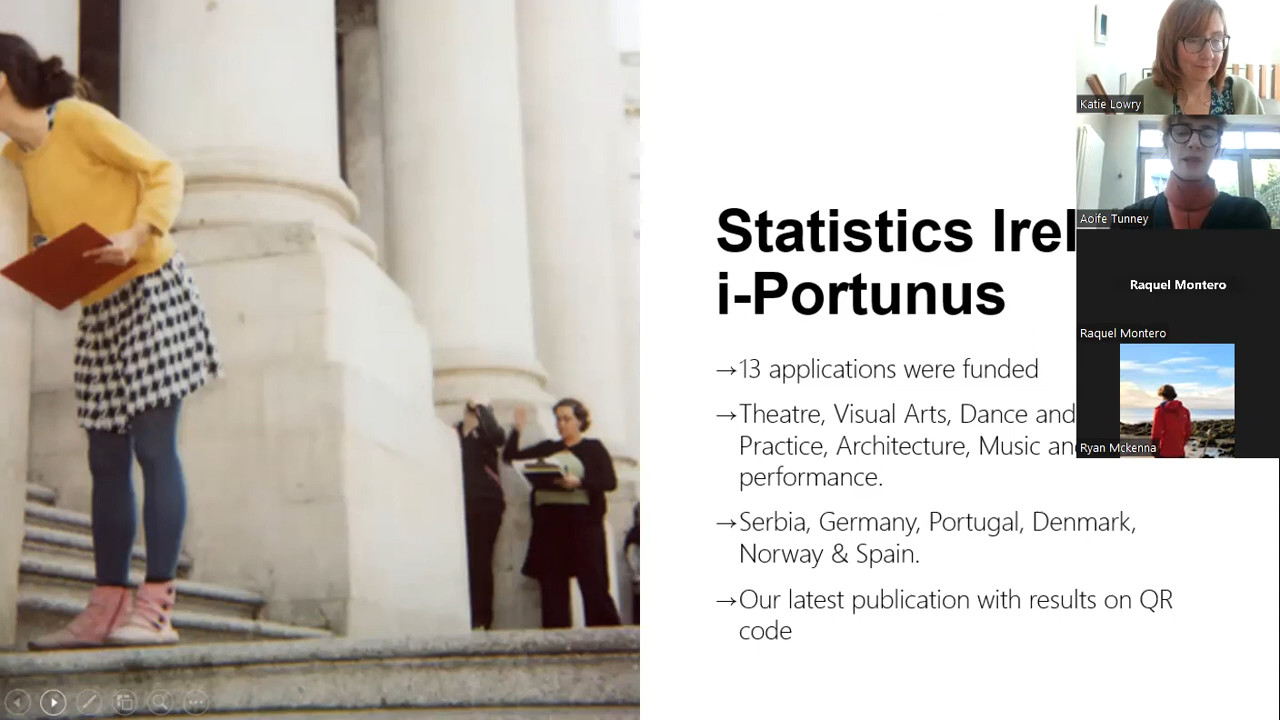 Statistics Irel
i-Portunus
→13 applications were funded
→Theatre, Visual Arts, Dance and
Practice, Architecture, Music and
performance.
→Serbia, Germany, Portugal, Denmark,
Norway & Spain.
→Our latest publication with results on QR
code
Katie Lowry
Aoife Tunney
Raquel Montero
Raquel Montero
Ryan Mckenna